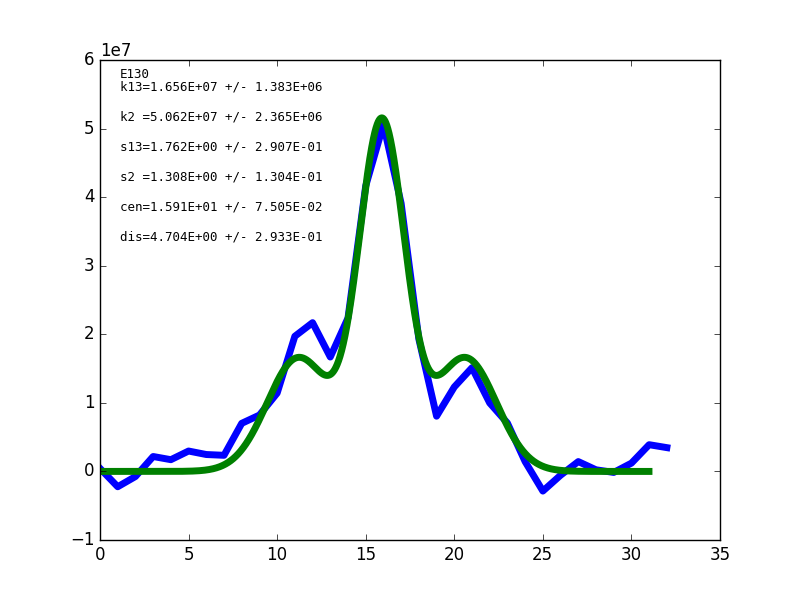 1e7
E130
k13=1.656E+07 +/- 1.383E+06
k2 =5.062E+07 +/- 2.365E+06
s13=1.762E+00 +/- 2.907E-01
s2 =1.308E+00 +/- 1.304E-01
cen=1.591E+01 +/- 7.505E-02
dis=4.704E+00 +/- 2.933E-01
6
5
4
3
2
1
0
−1
0 5 10 15 20 25 30 35